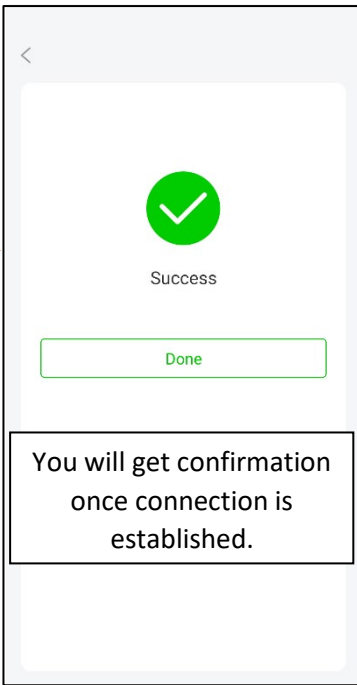 Success
Done
You will get confirmation
once connection is
established.